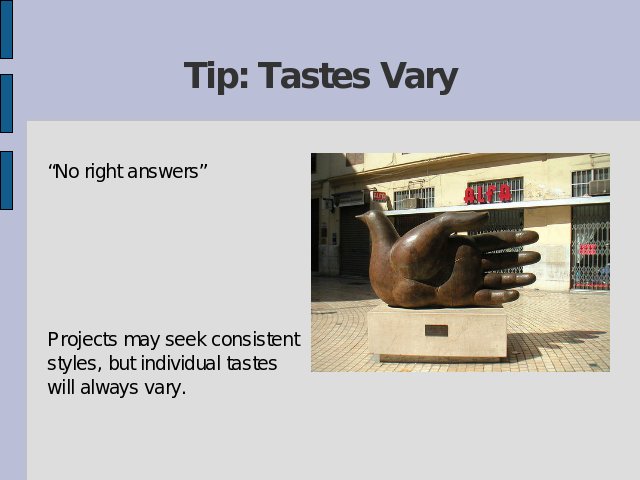 Tip: Tastes Vary
“No right answers”
ALFA
Projects may seek consistent
styles, but individual tastes
will always vary.